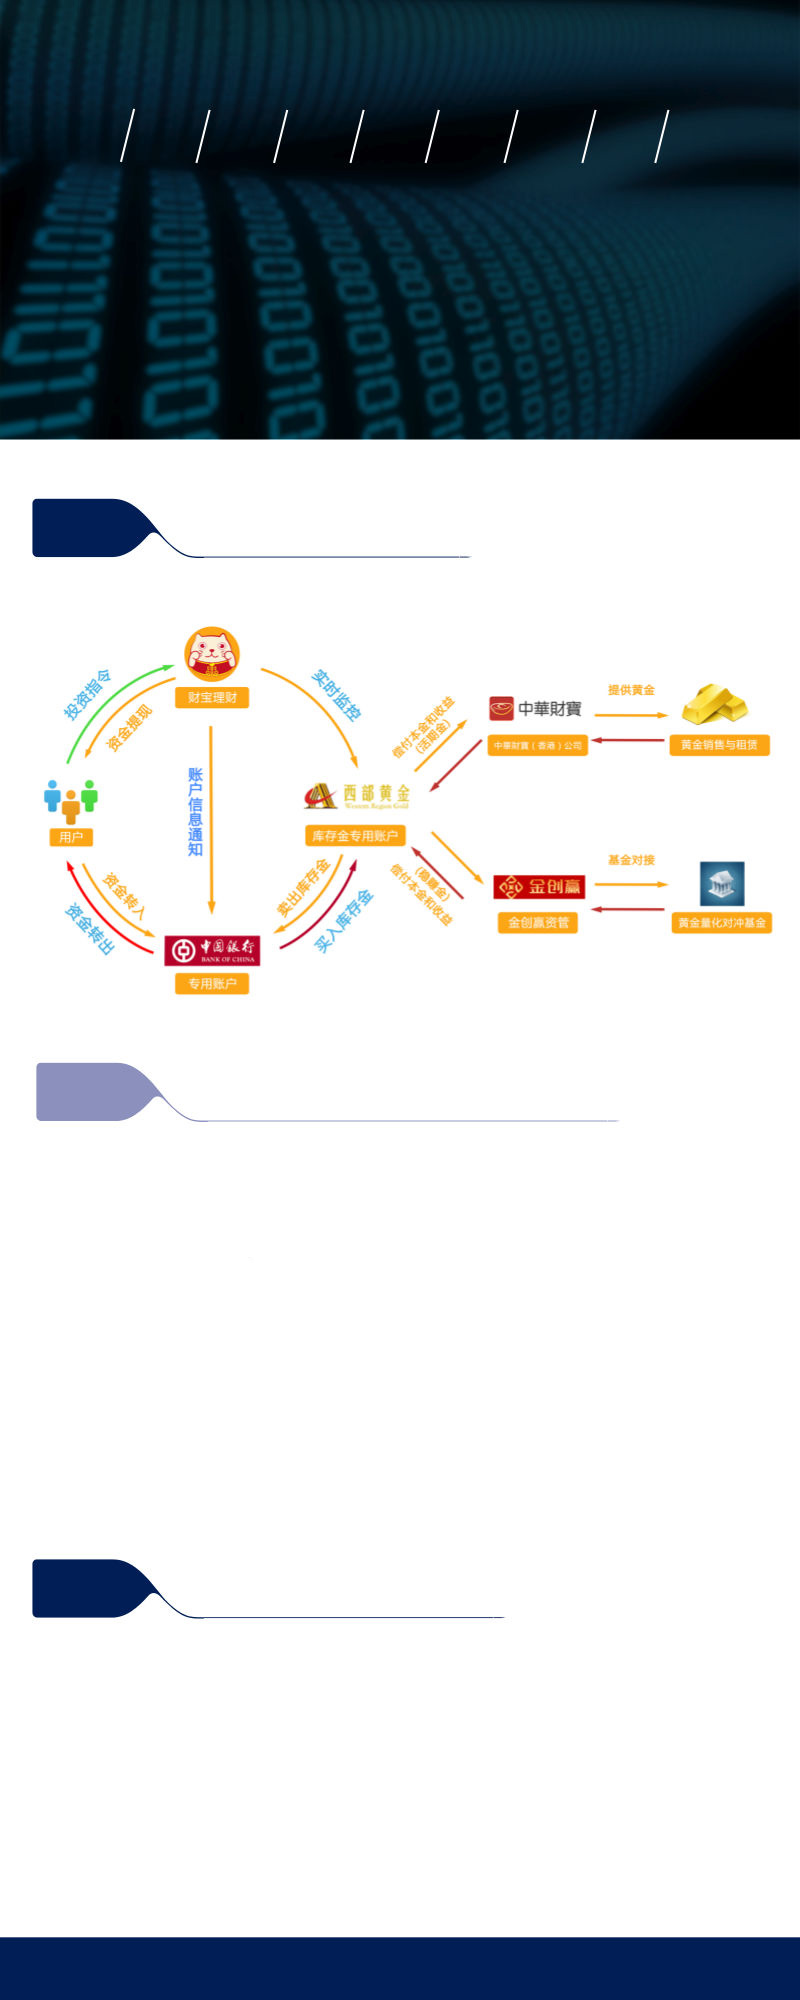 财宝理财
投资指令
资金提现
实时监控
账户信息通知
用户
西部黄金
Western Region Gold
库存金专用账户
偿付本金和收益
(活期金)
中華財寶
中華財寶（香港）公司
提供黄金
黄金销售与租赁
资金转入
资金转出
卖出库存金
买入库存金
中国银行
BANK OF CHINA
专用账户
(稳赚金)
偿付本金和收益
金创赢
金创赢资管
基金对接
黄金量化对冲基金